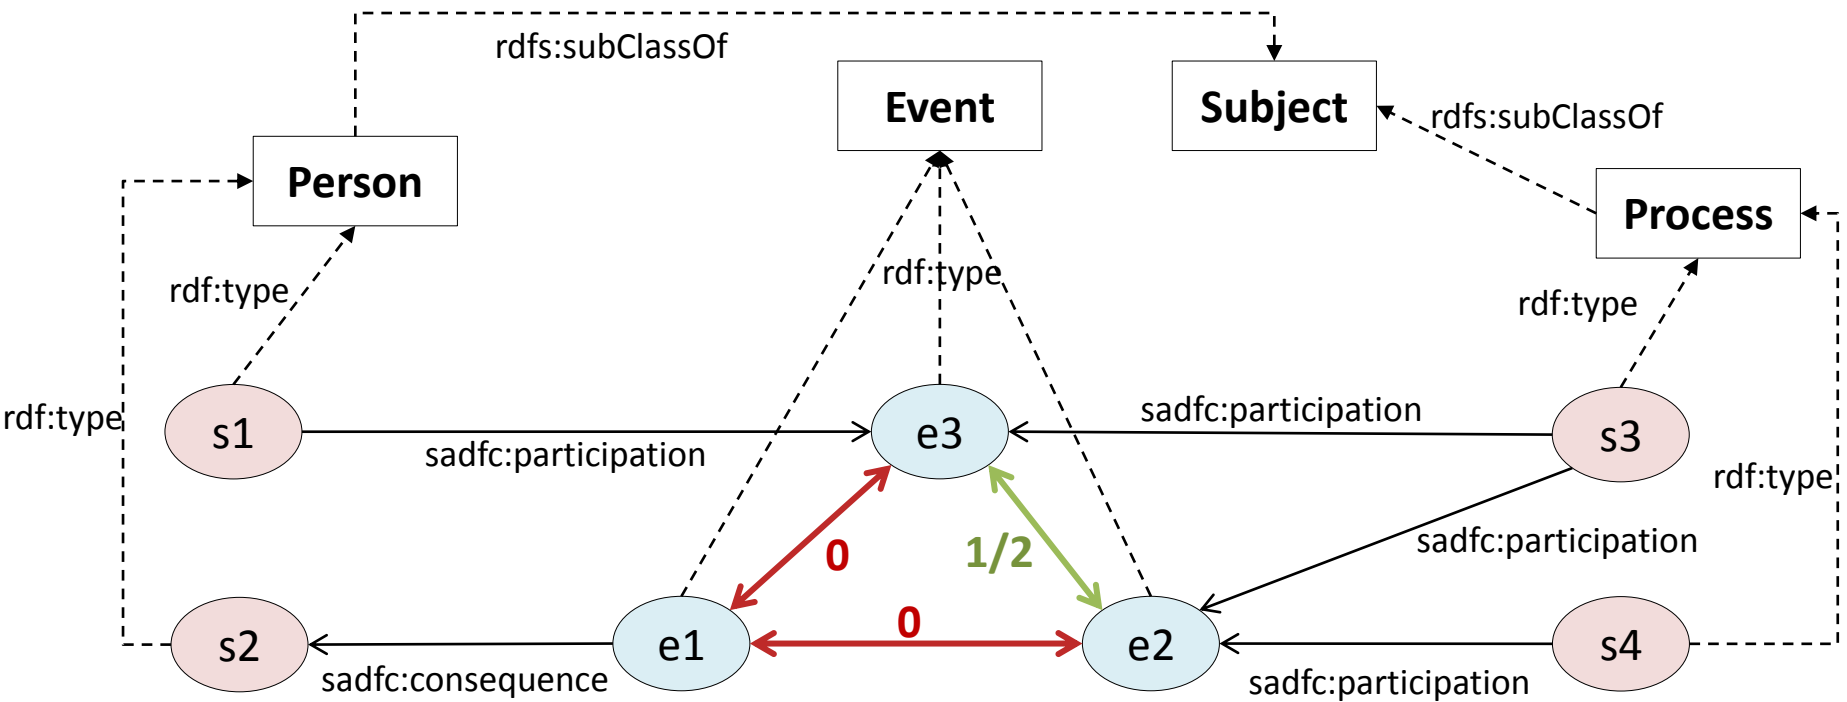 rdfs:subClassOf
Event
Subject
rdfs:subClassOf
Person
Process
rdf:type
rdf:type
rdf:type
rdf:type
s1
sadfc:participation
e3
sadfc:participation
s3
rdf:type
sadfc:participation
0
1/2
0
s2
sadfc:consequence
e1
e2
sadfc:participation
s4